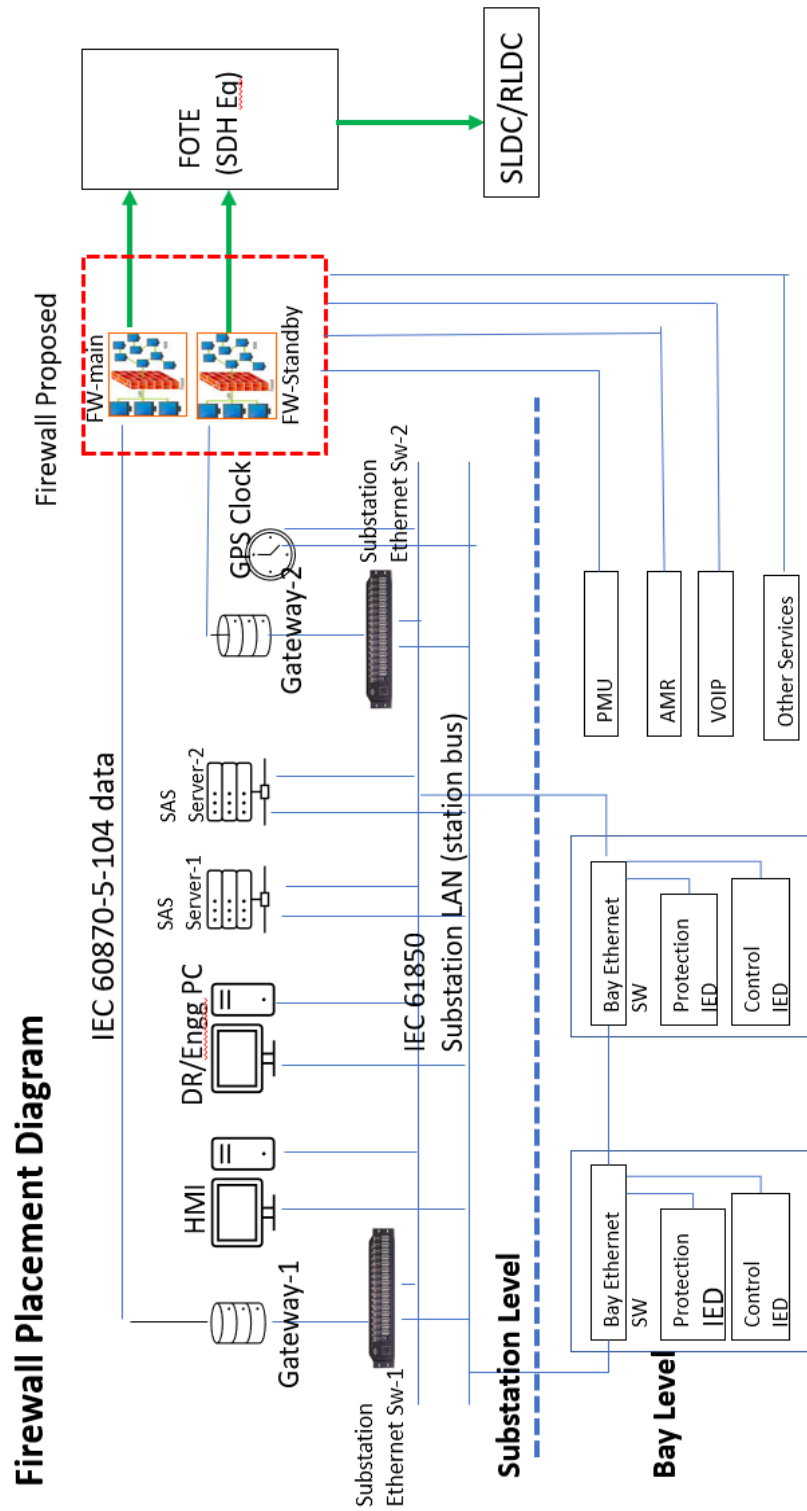 Firewall Placement Diagram
Firewall Proposed
IEC 60870-5-104 data
FW-main
FW-Standby
FOTE
(SDH Eq)
SLDC/RLDC
Gateway-1
HMI
DR/Engg PC
SAS
Server-1
SAS
Server-2
Gateway-2
GPS Clock
Substation
Ethernet Sw-1
Substation
Ethernet Sw-2
IEC 61850
Substation LAN (station bus)
Substation Level
Bay Level
Bay Ethernet
SW
Protection
IED
Control
IED
Bay Ethernet
SW
Protection
IED
Control
IED
PMU
AMR
VOIP
Other Services